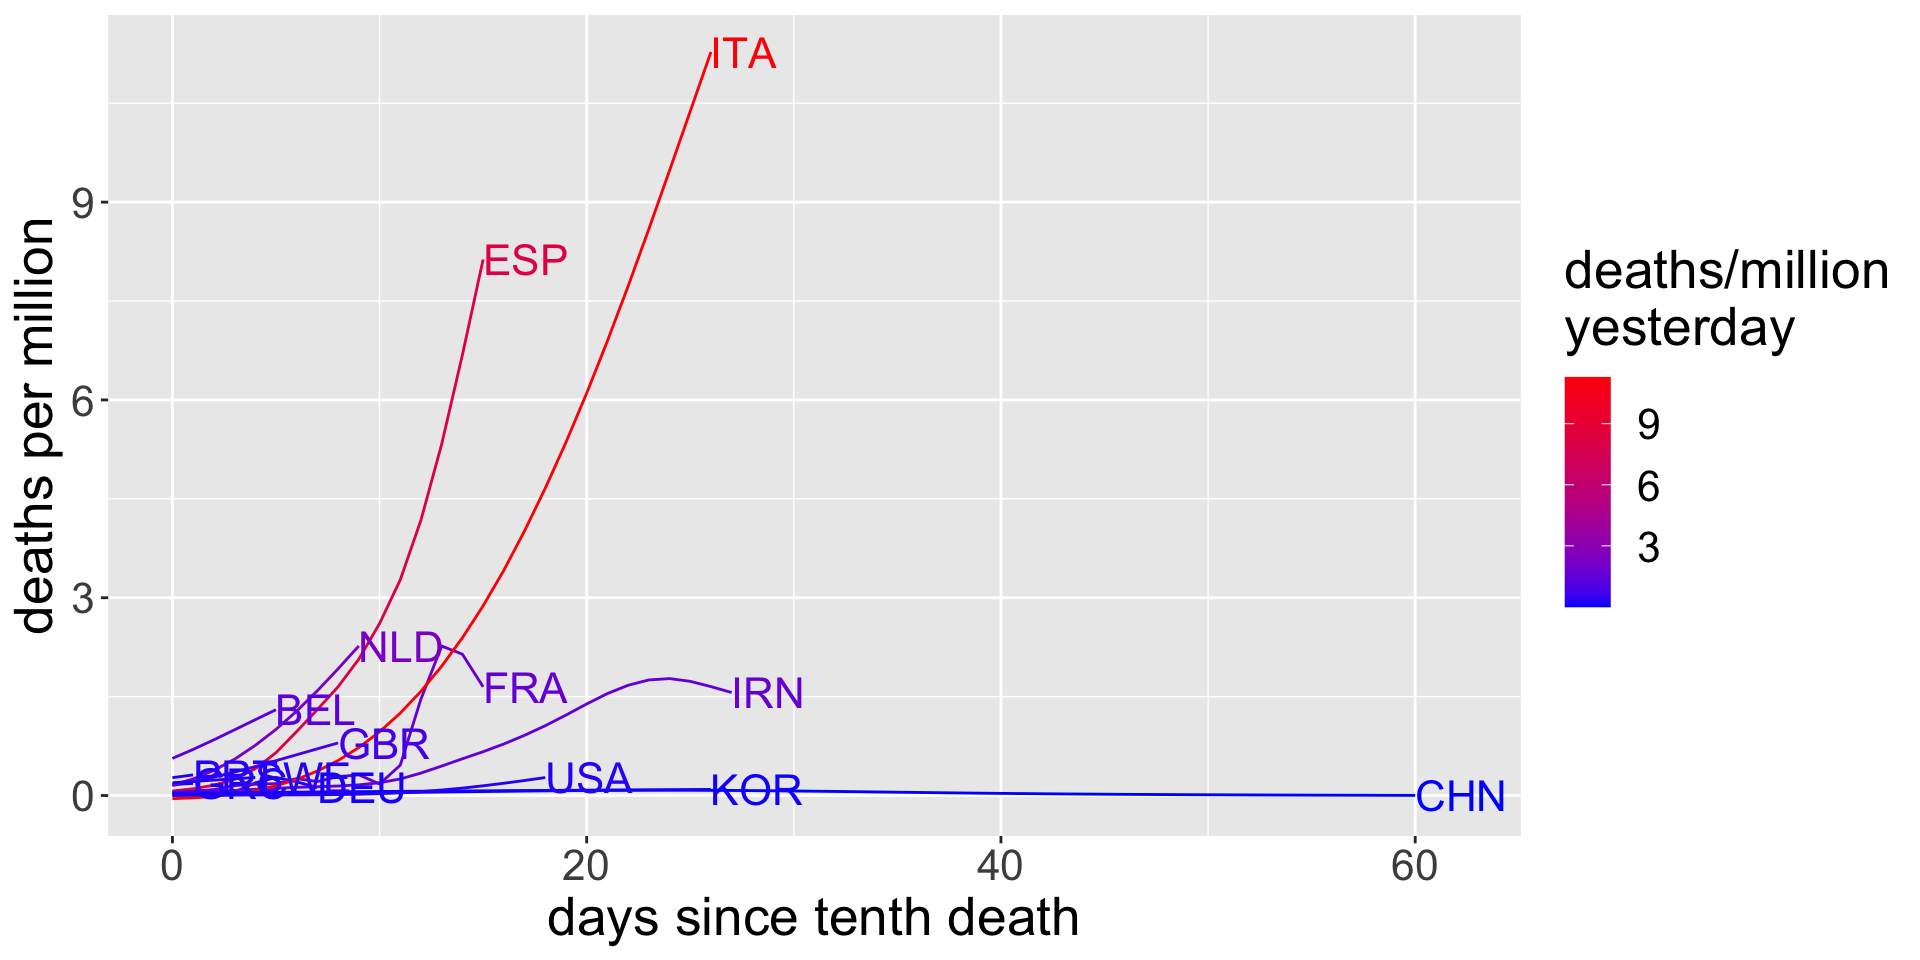 ITA
9
ESP
deaths per million
6
3
NLD
FRA
IRN
BEL
GBR
SWE
DEU
USA
KOR
CHN
0
0
20
40
60
days since tenth death
deaths/million
yesterday
9
6
3